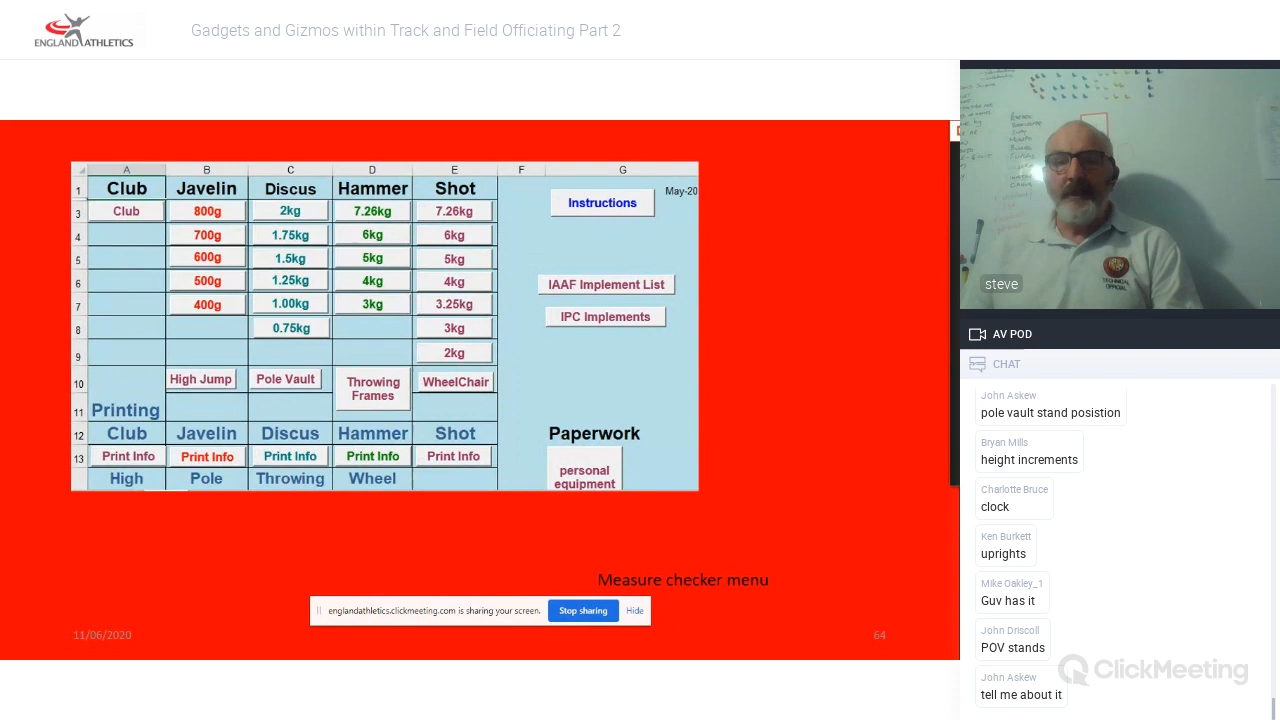 ENGLAND ATHLETICS
Gadgets and Gizmos within Track and Field Officiating Part 2
A B C D E F G
1 Club Javelin Discus Hammer Shot May-20
3 Club 800g 2kg 7.26kg 7.26kg Instructions
4 700g 1.75kg 6kg 6kg
5 600g 1.5kg 5kg 5kg
6 500g 1.25kg 4kg 4kg IAAF Implement List
7 400g 1.00kg 3kg 3.25kg IPC Implements
8 0.75kg 3kg
9 2kg
10 High Jump Pole Vault Throwing Frames WheelChair
11 Printing
12 Club Javelin Discus Hammer Shot Paperwork
13 Print Info Print Info Print Info Print Info Print Info personal equipment
High Pole Throwing Wheel
Measure checker menu
englandathletics.clickmeeting.com is sharing your screen. Stop sharing Hide
11/06/2020 64
TECHNICAL
OFFICIAL
steve
AV POD
CHAT
John Askew
pole vault stand posistion
Bryan Mills
height increments
Charlotte Bruce
clock
Ken Burkett
uprights
Mike Oakley_1
Guv has it
John Driscoll
POV stands
John Askew
tell me about it
ClickMeeting